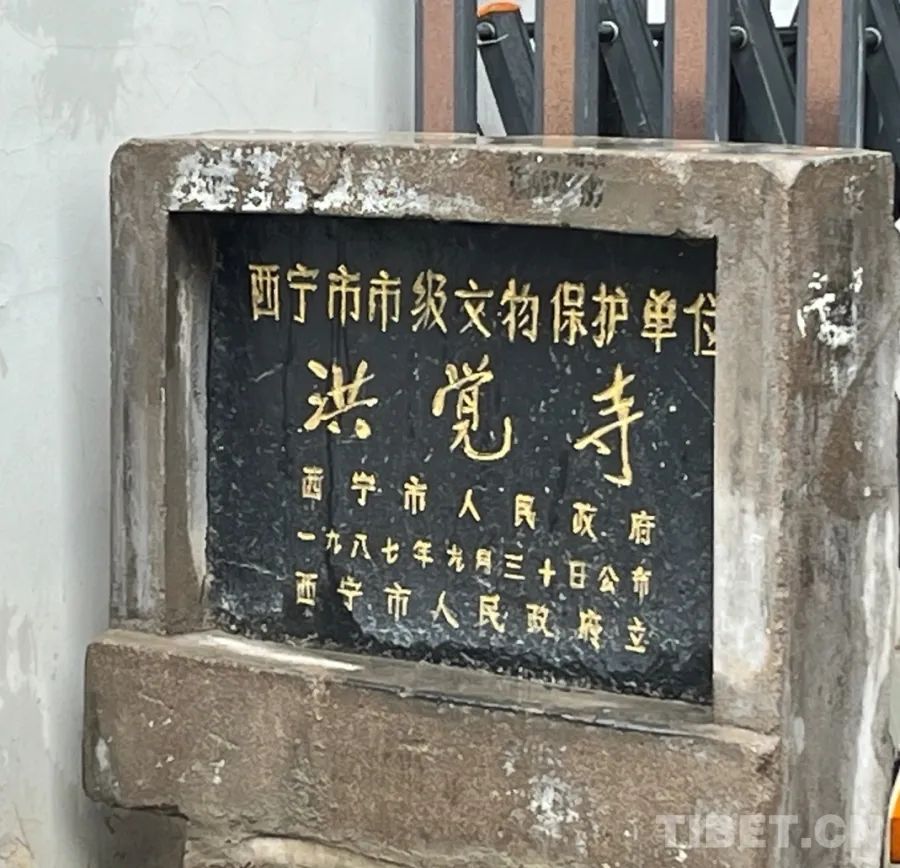 西宁市市级文物保护单位
洪觉寺
西宁市人民政府
一九八七年九月三十日公布
西宁市人民政府立
TIBET.CN